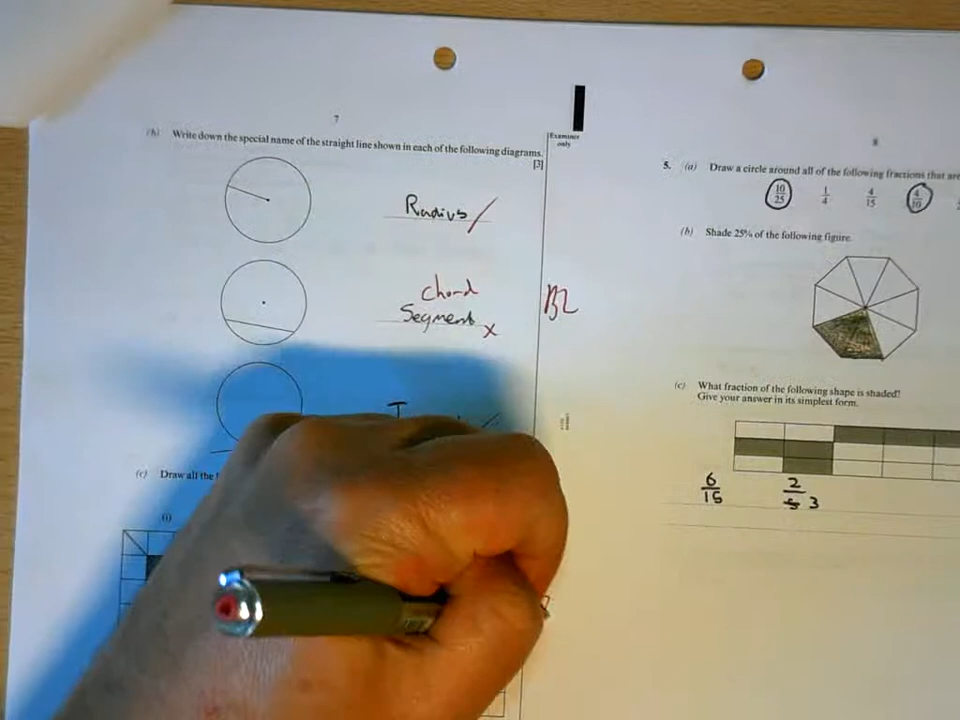 7
(b) Write down the special name of the straight line shown in each of the following diagrams.
[3]
Examiner only
Radius
chord
Segment
B2
(c) Draw all the
(i)
8
5. (a) Draw a circle around all of the following fractions that are
10/25 1/4 4/15 4/10
(b) Shade 25% of the following figure.
(c) What fraction of the following shape is shaded?
Give your answer in its simplest form.
6/15 2/5 3